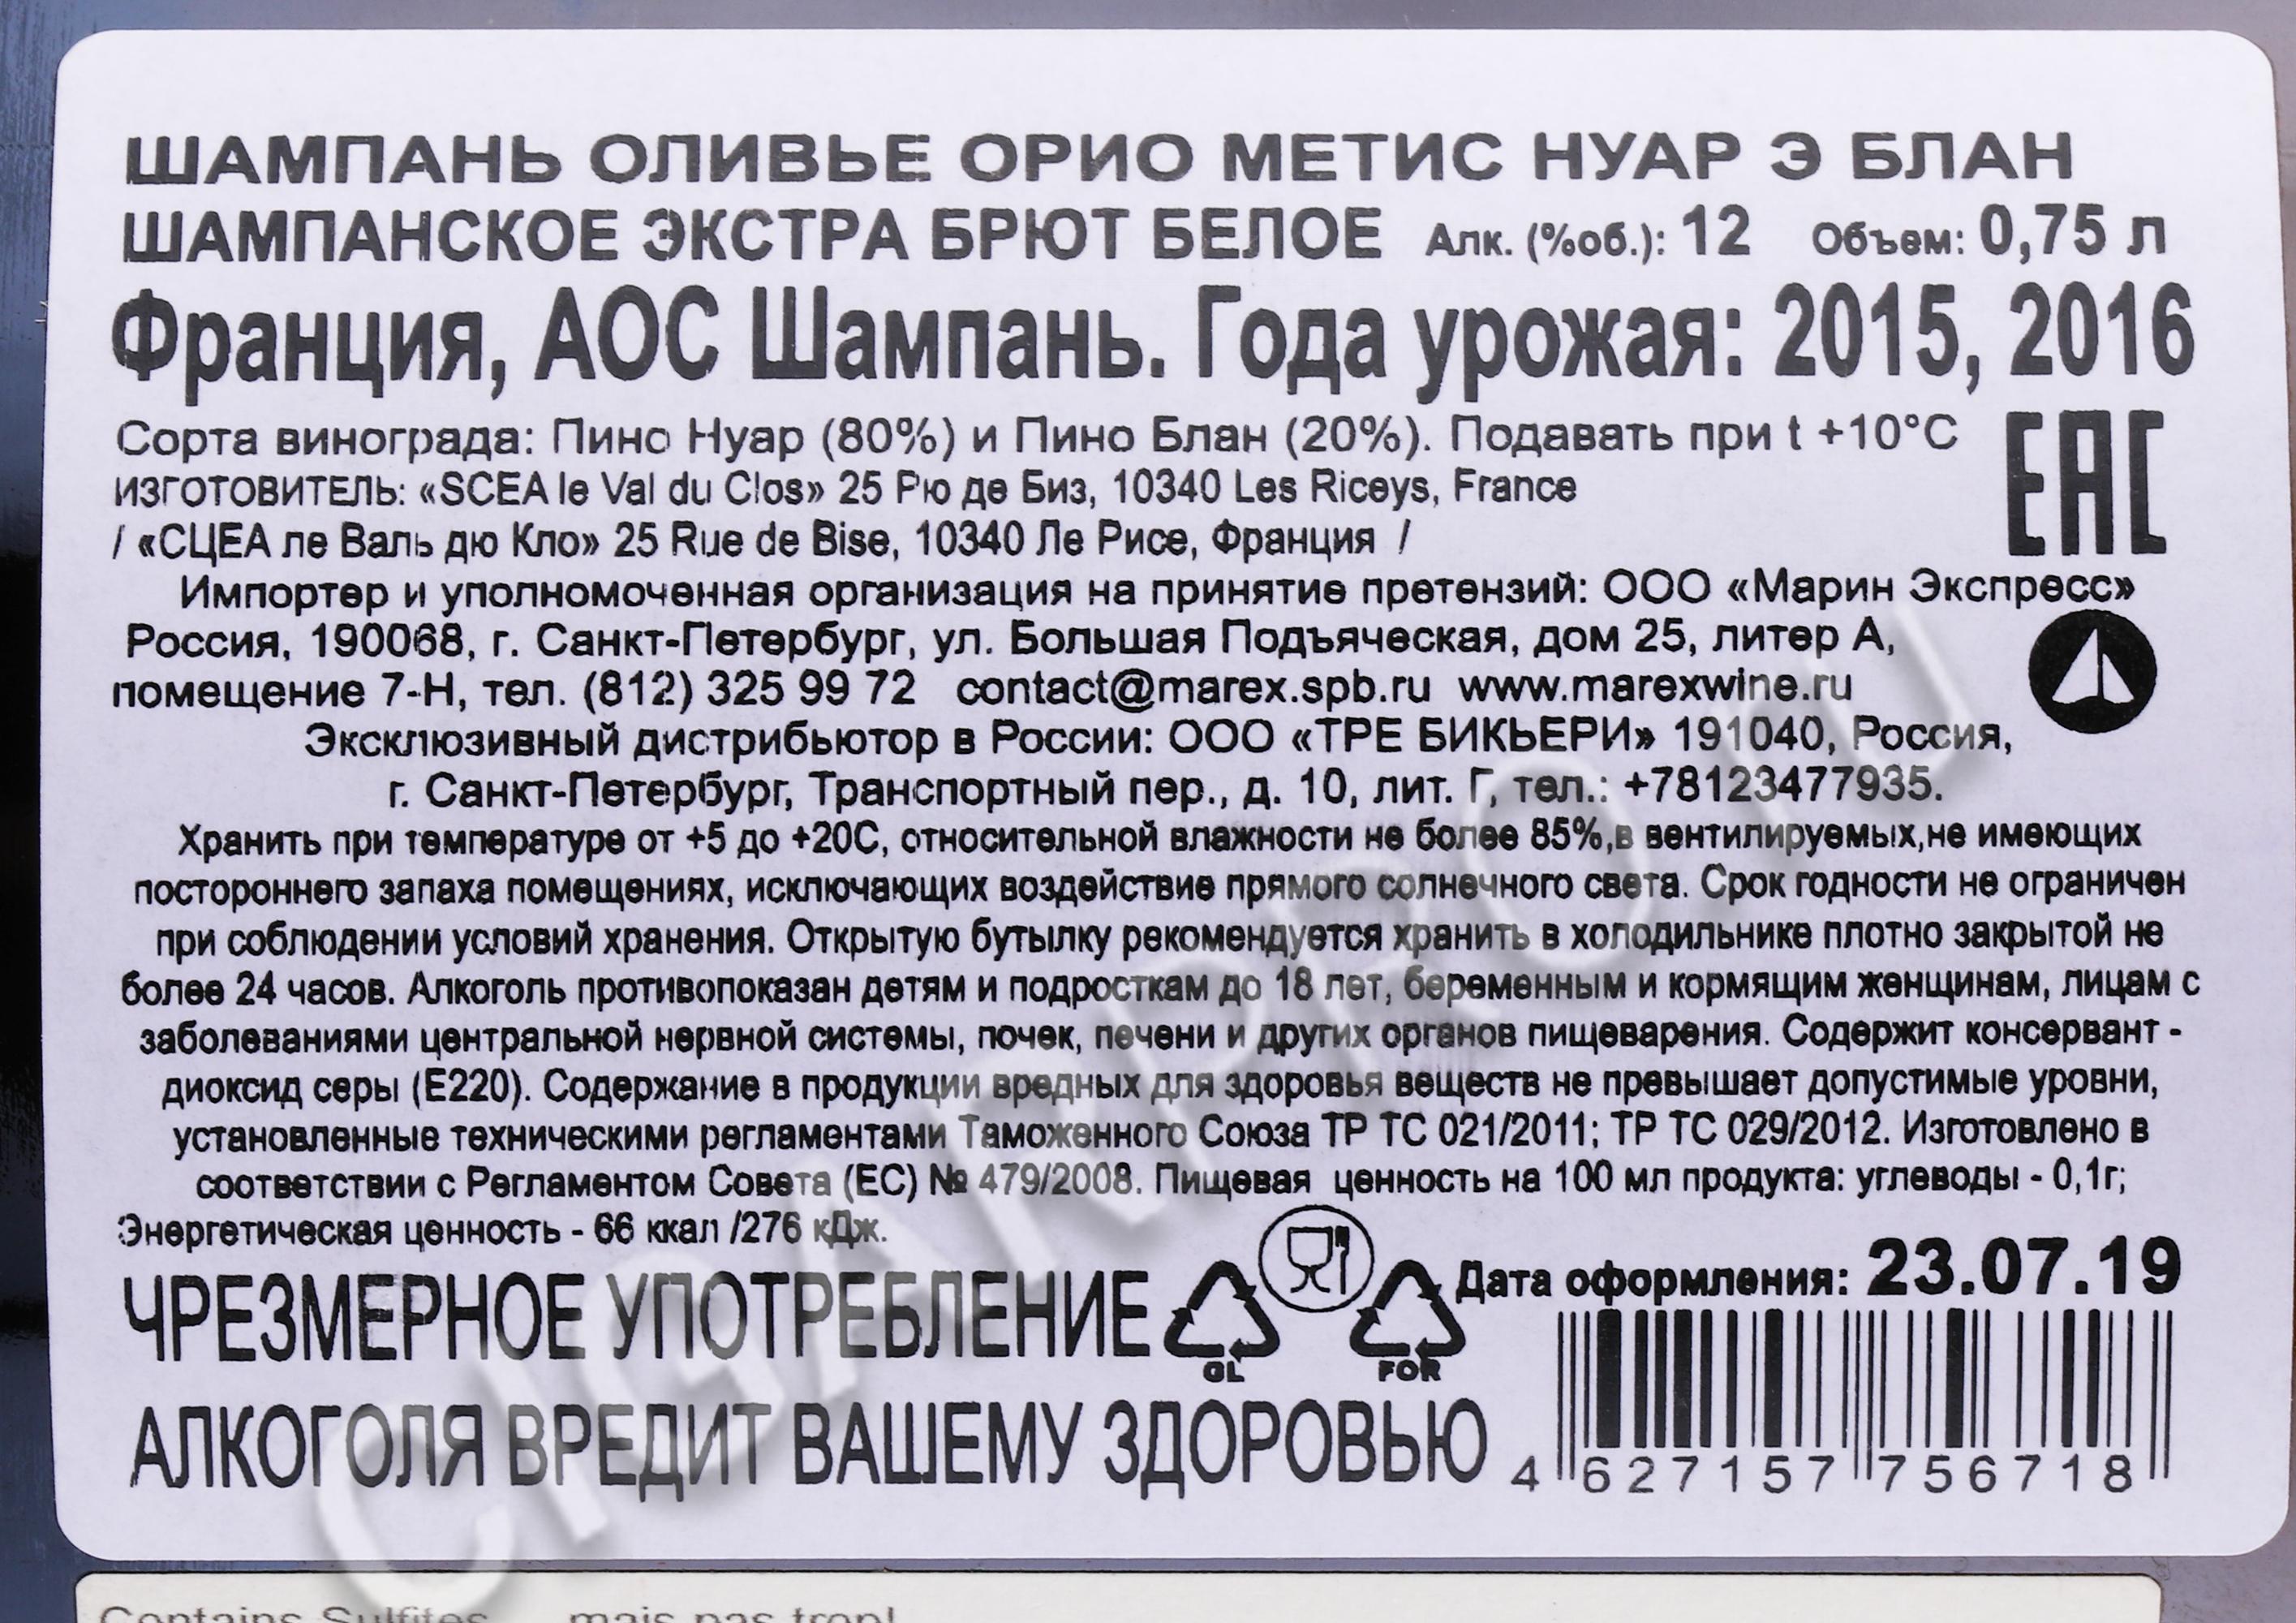 ШАМПАНЬ ОЛИВЬЕ ОРИО МЕТИС НУАР Э БЛАН
ШАМПАНСКОЕ ЭКСТРА БРЮТ БЕЛОЕ Алк. (%об.): 12 Объем: 0,75 л
Франция, АОС Шампань. Года урожая: 2015, 2016
Сорта винограда: Пино Нуар (80%) и Пино Блан (20%). Подавать при t +10°C
EAC
ИЗГОТОВИТЕЛЬ: «SCEA le Val du Clos» 25 Рю де Биз, 10340 Les Riceys, France
/ «СЦЕА ле Валь дю Кло» 25 Rue de Bise, 10340 Ле Рисе, Франция /
Импортер и уполномоченная организация на принятие претензий: ООО «Марин Экспресс»
Россия, 190068, г. Санкт-Петербург, ул. Большая Подъяческая, дом 25, литер А,
помещение 7-Н, тел. (812) 325 99 72 contact@marex.spb.ru www.marexwine.ru
Эксклюзивный дистрибьютор в России: ООО «ТРЕ БИКЬЕРИ» 191040, Россия,
г. Санкт-Петербург, Транспортный пер., д. 10, лит. Г, тел.: +78123477935.
Хранить при температуре от +5 до +20С, относительной влажности не более 85%,в вентилируемых,не имеющих
постороннего запаха помещениях, исключающих воздействие прямого солнечного света. Срок годности не ограничен
при соблюдении условий хранения. Открытую бутылку рекомендуется хранить в холодильнике плотно закрытой не
более 24 часов. Алкоголь противопоказан детям и подросткам до 18 лет, беременным и кормящим женщинам, лицам с
заболеваниями центральной нервной системы, почек, печени и других органов пищеварения. Содержит консервант -
диоксид серы (Е220). Содержание в продукции вредных для здоровья веществ не превышает допустимые уровни,
установленные техническими регламентами Таможенного Союза ТР ТС 021/2011; ТР ТС 029/2012. Изготовлено в
соответствии с Регламентом Совета (ЕС) № 479/2008. Пищевая ценность на 100 мл продукта: углеводы - 0,1г;
Энергетическая ценность - 66 ккал /276 кДж.
ЧРЕЗМЕРНОЕ УПОТРЕБЛЕНИЕ
GL FOR
Дата оформления: 23.07.19
АЛКОГОЛЯ ВРЕДИТ ВАШЕМУ ЗДОРОВЬЮ
4 627157 756718
CIGARPRO.ru
Contains Sulfites ... mais pas trop!